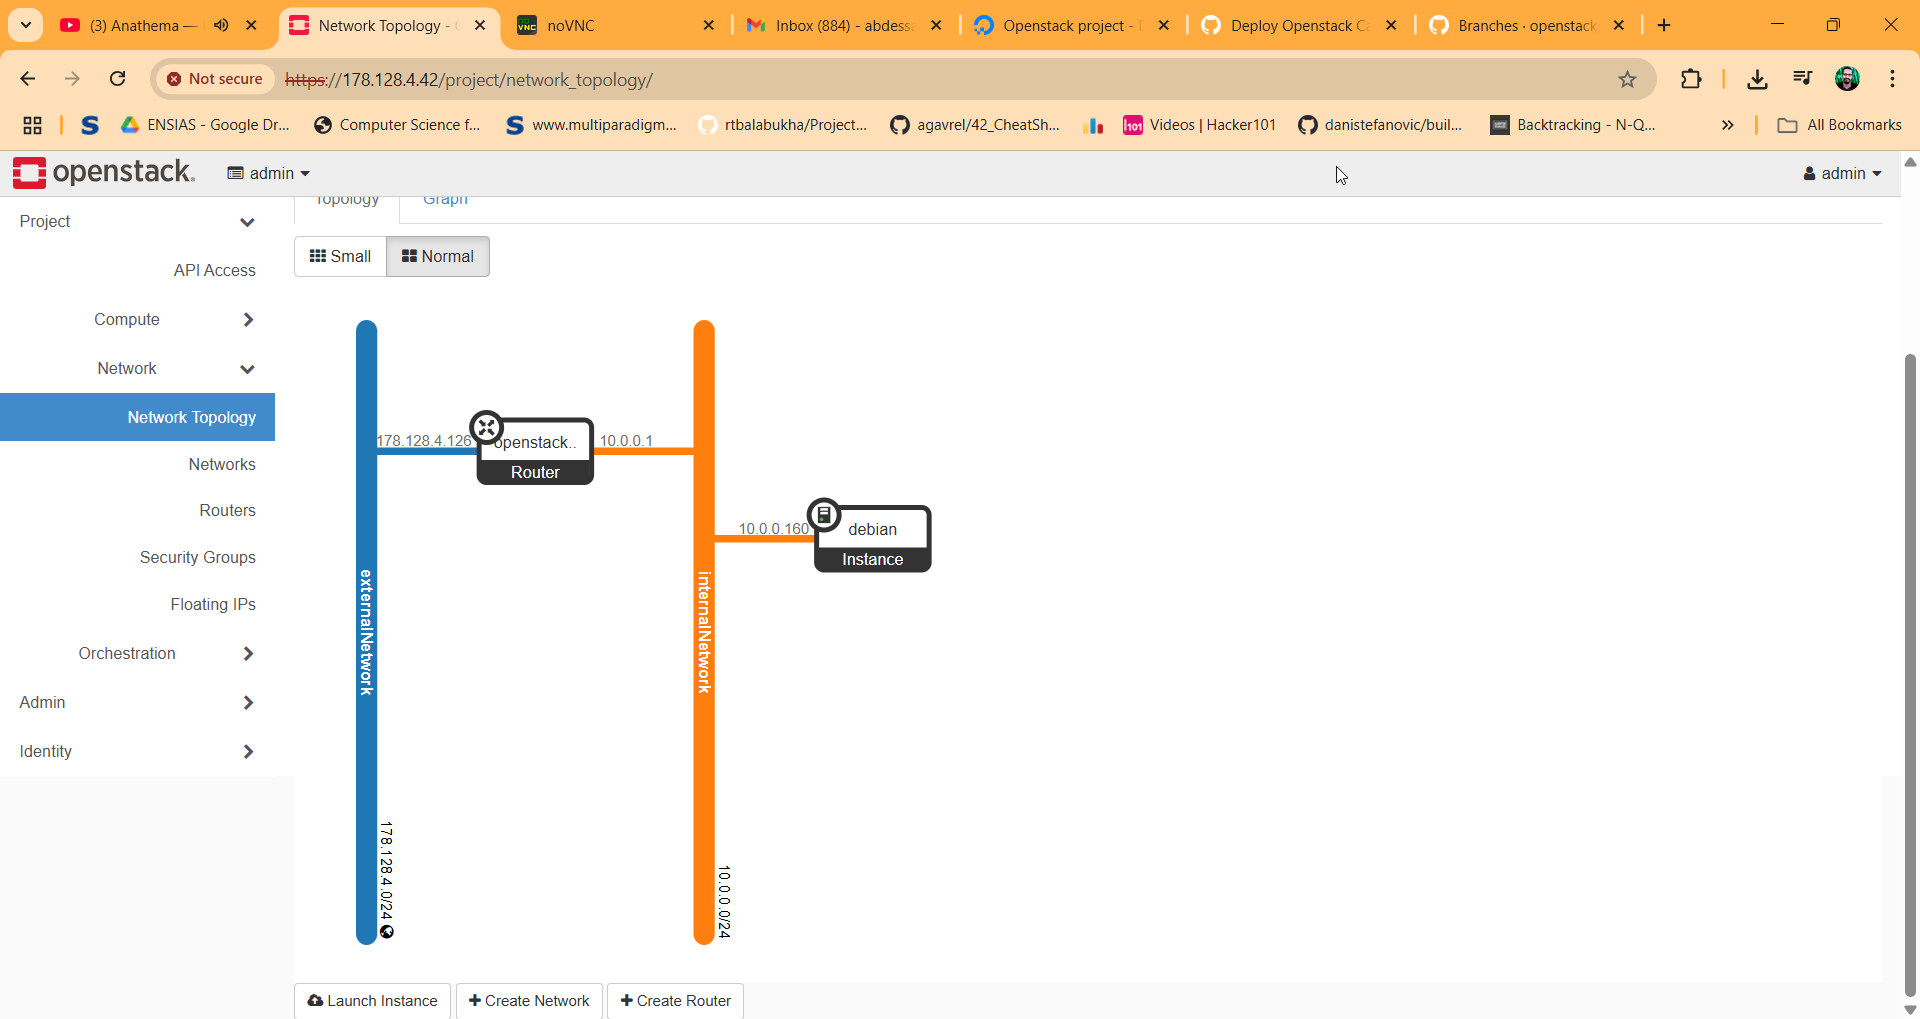 (3) Anathema —
Network Topology -
noVNC
Inbox (884) - abdessa
Openstack project - D
Deploy Openstack Ca
Branches · openstack
Not secure
https://178.128.4.42/project/network_topology/
ENSIAS - Google Dr...
Computer Science f...
www.multiparadigm...
rtbalabukha/Project...
agavrel/42_CheatSh...
Videos | Hacker101
danistefanovic/buil...
Backtracking - N-Q...
All Bookmarks
openstack.
admin
admin
Project
API Access
Compute
Network
Network Topology
Networks
Routers
Security Groups
Floating IPs
Orchestration
Admin
Identity
Topology
Graph
Small
Normal
178.128.4.126
openstack..
Router
10.0.0.1
10.0.0.160
debian
Instance
externalNetwork
178.128.4.0/24
internalNetwork
10.0.0.0/24
Launch Instance
Create Network
Create Router